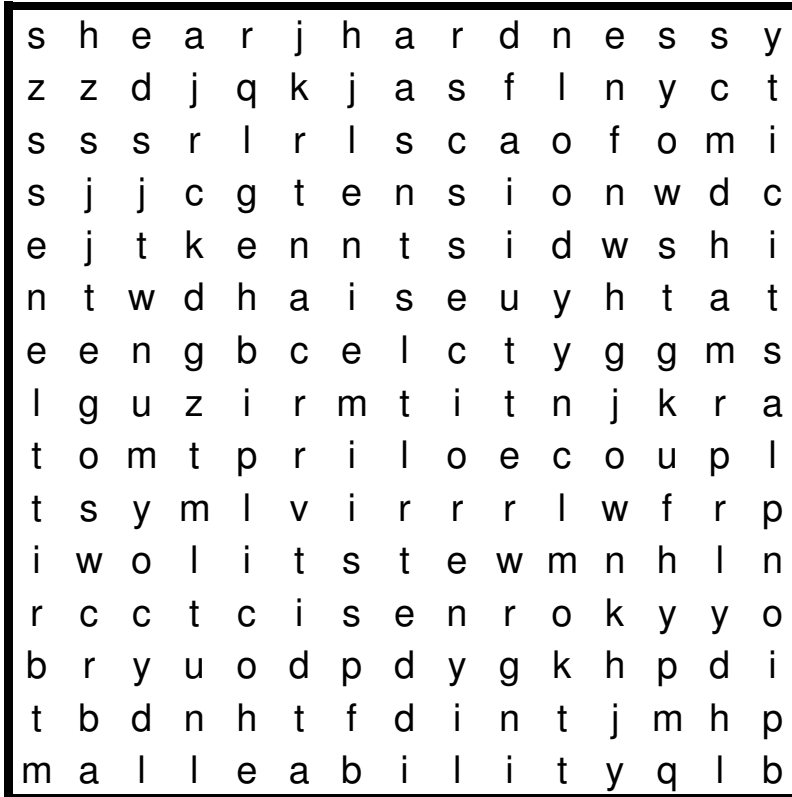 s h e a r j h a r d n e s s y
z z d j q k j a s f l n y c t
s s s r l r l s c a o f o m i
s j j c g t e n s i o n w d c
e j t k e n n t s i d w s h i
n t w d h a i s e u y h t a t
e e n g b c e l c t y g g m s
l g u z i r m t i t n j k r a
t o m t p r i l o e c o u p l
t s y m l v i r r r l w f r p
i w o l i t s t e w m n h l n
r c c t c i s e n r o k y y o
b r y u o d p d y g k h p d i
t b d n h t f d i n t j m h p
m a l l e a b i l i t y q l b